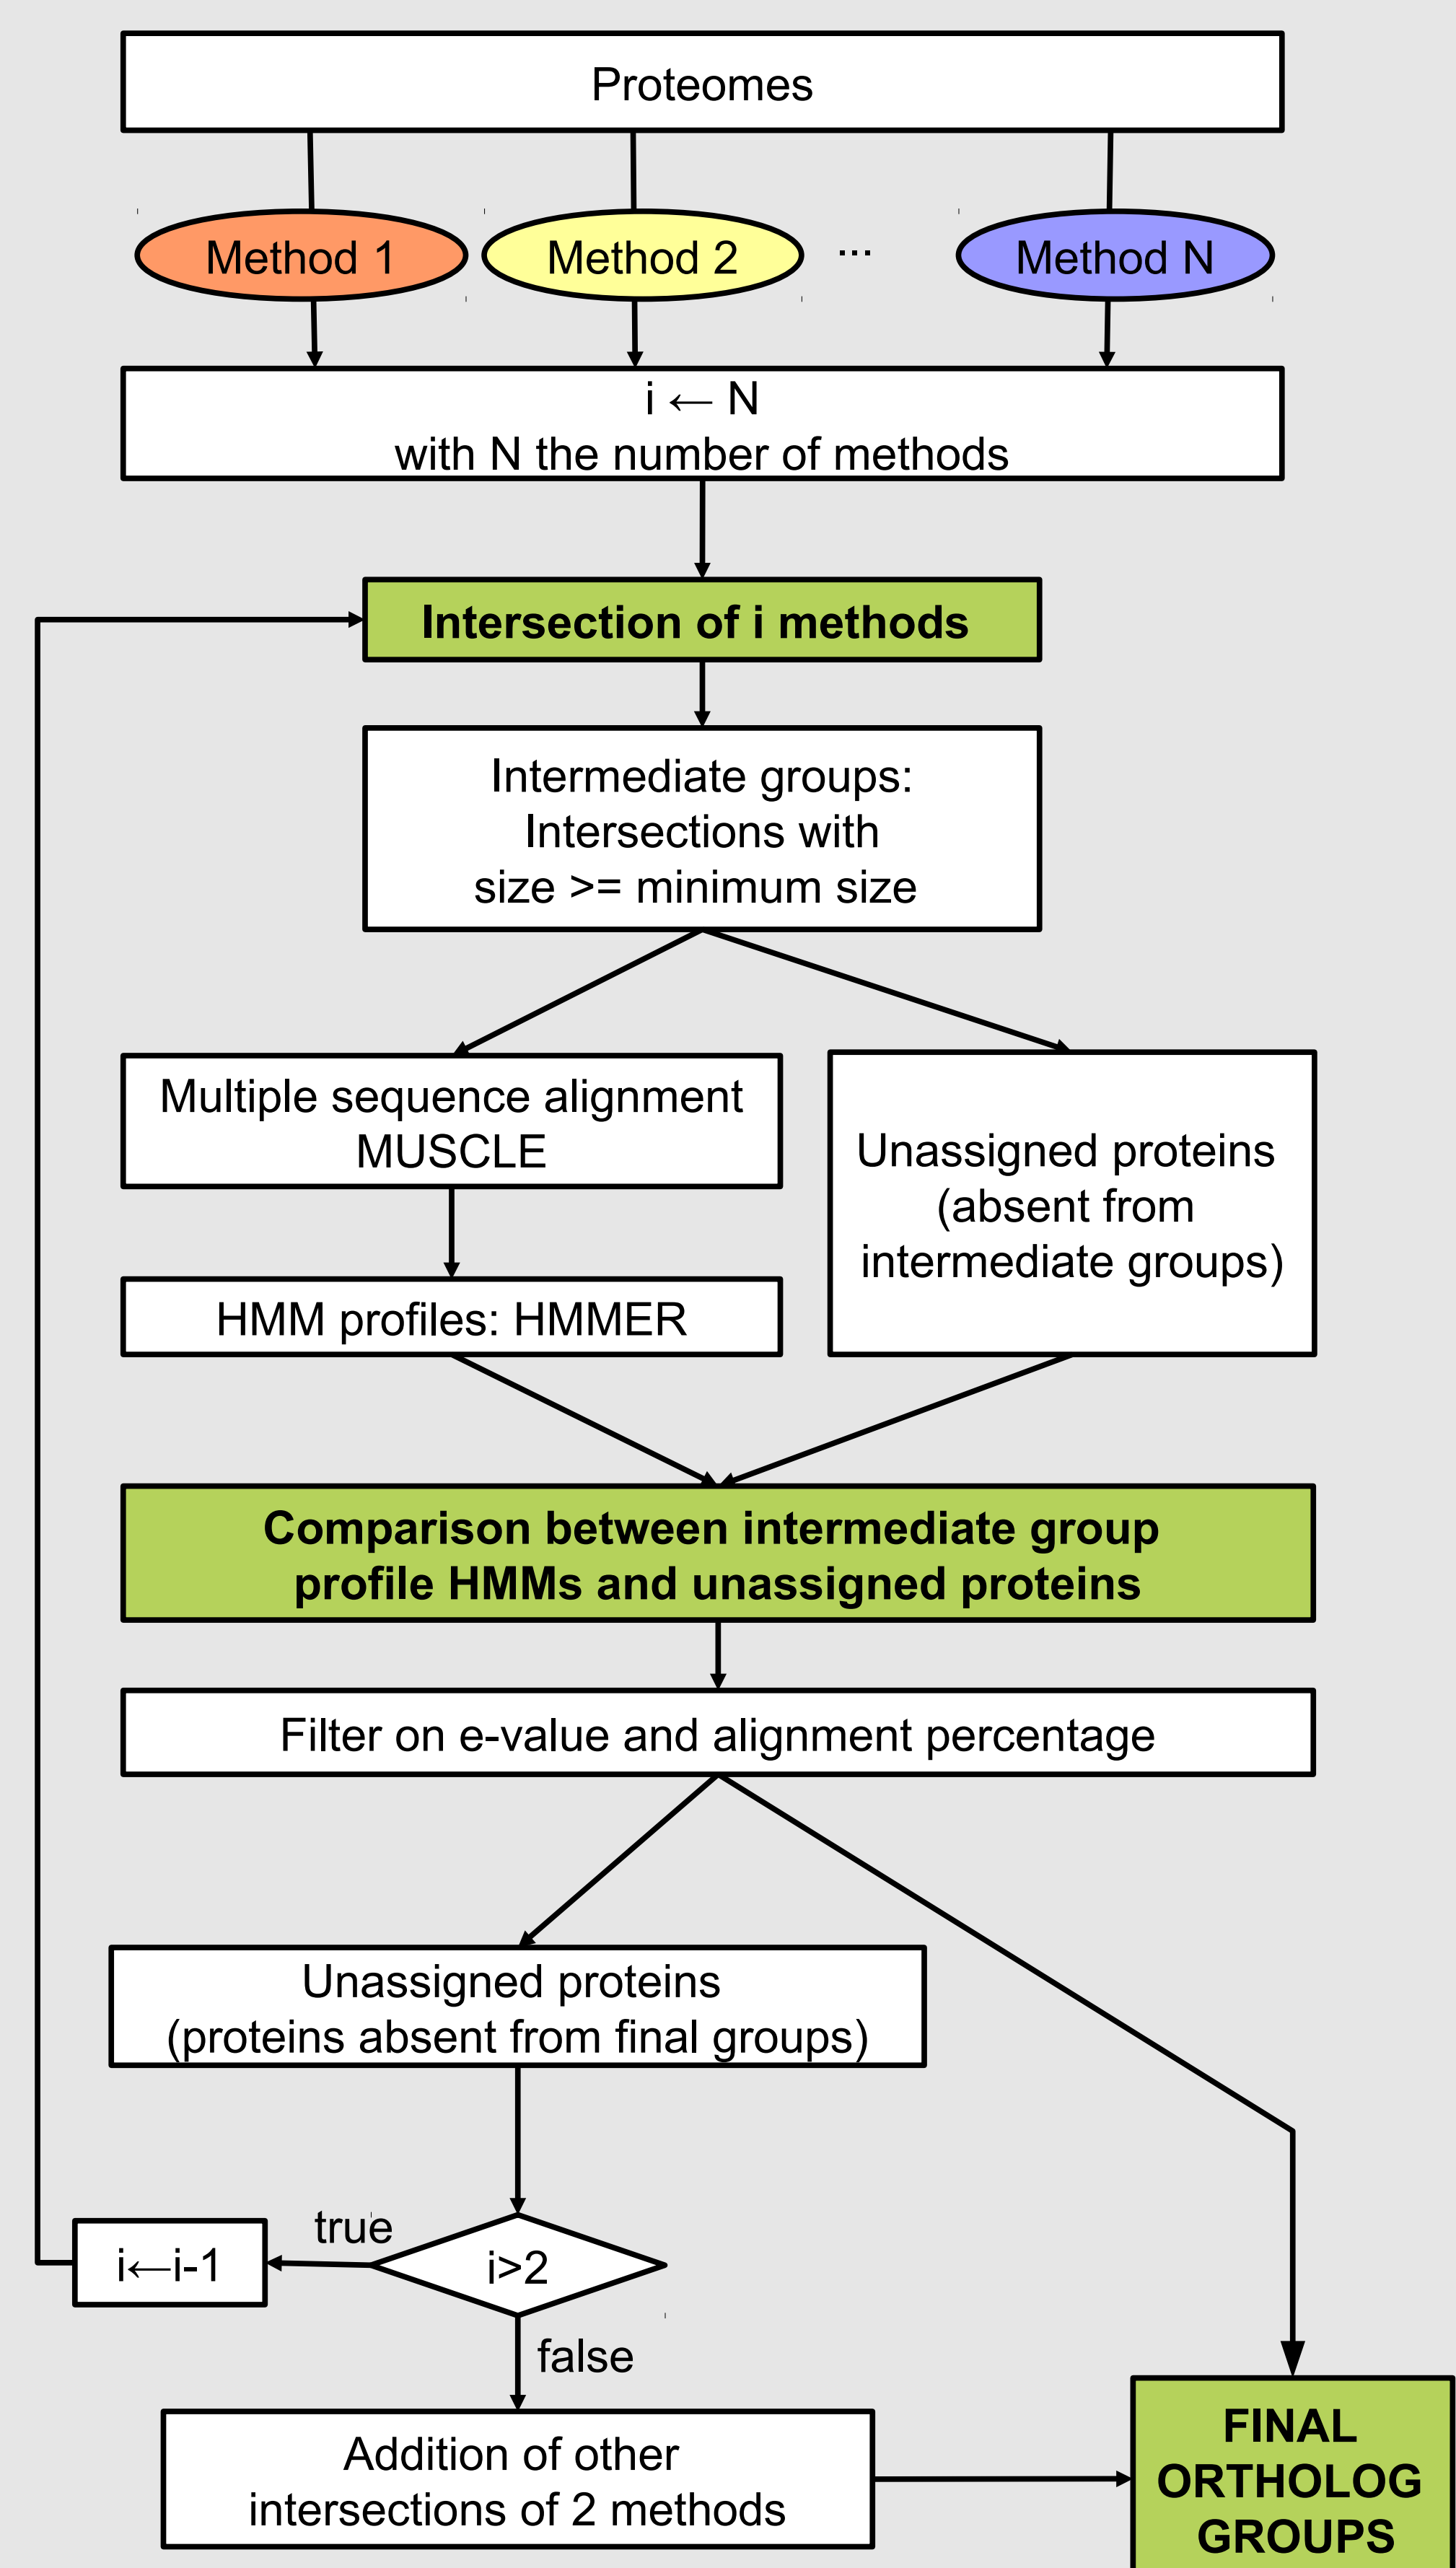 Proteomes
Method 1
Method 2
...
Method N
i ← N
with N the number of methods
Intersection of i methods
Intermediate groups:
Intersections with
size >= minimum size
Multiple sequence alignment
MUSCLE
Unassigned proteins
(absent from
intermediate groups)
HMM profiles: HMMER
Comparison between intermediate group
profile HMMs and unassigned proteins
Filter on e-value and alignment percentage
Unassigned proteins
(proteins absent from final groups)
true
i←i-1
i>2
false
Addition of other
intersections of 2 methods
FINAL
ORTHOLOG
GROUPS